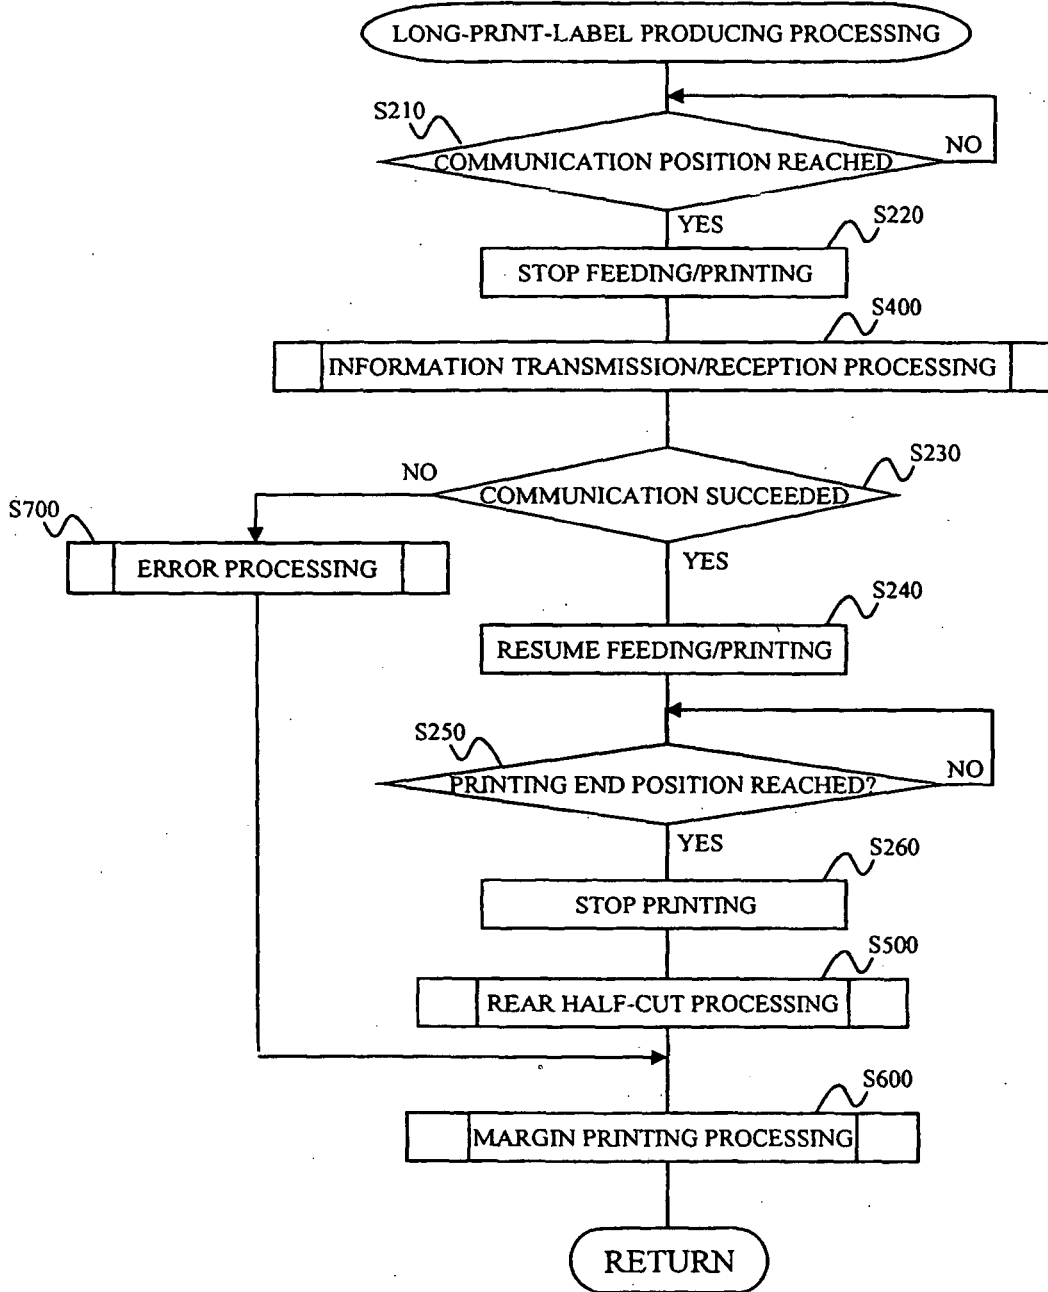 LONG-PRINT-LABEL PRODUCING PROCESSING
S210
COMMUNICATION POSITION REACHED
NO
YES
S220
STOP FEEDING/PRINTING
S400
INFORMATION TRANSMISSION/RECEPTION PROCESSING
S230
NO
COMMUNICATION SUCCEEDED
S700
YES
ERROR PROCESSING
S240
RESUME FEEDING/PRINTING
S250
PRINTING END POSITION REACHED?
NO
YES
S260
STOP PRINTING
S500
REAR HALF-CUT PROCESSING
S600
MARGIN PRINTING PROCESSING
RETURN